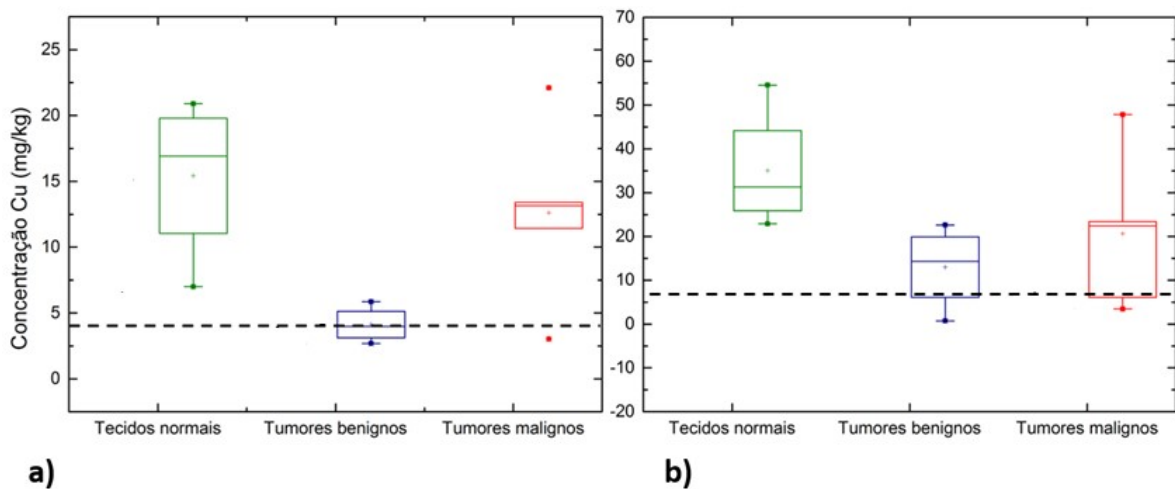 Concentração Cu (mg/kg)
25
20
15
10
5
0
Tecidos normais
Tumores benignos
Tumores malignos
a)
70
60
50
40
30
20
10
0
-10
-20
Tecidos normais
Tumores benignos
Tumores malignos
b)